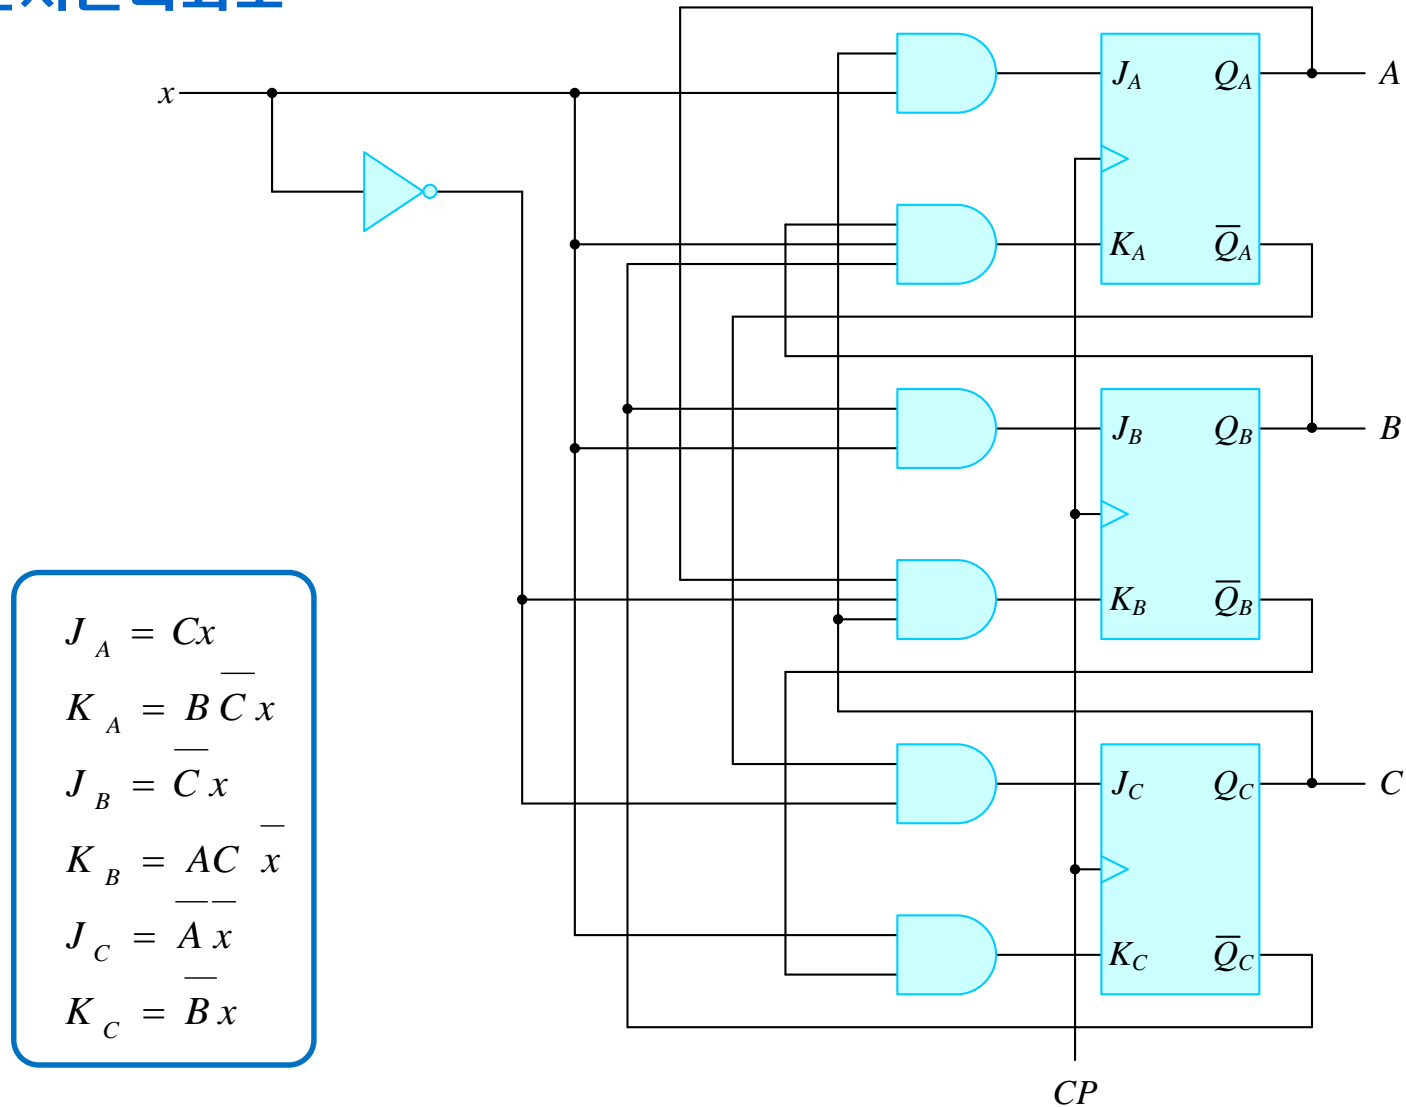 x
J_A Q_A A
K_A Q̅_A
J_B Q_B B
K_B Q̅_B
J_C Q_C C
K_C Q̅_C
CP
J_A = Cx
K_A = BC̅x
J_B = C̅x
K_B = ACx̅
J_C = A̅x̅
K_C = B̅x